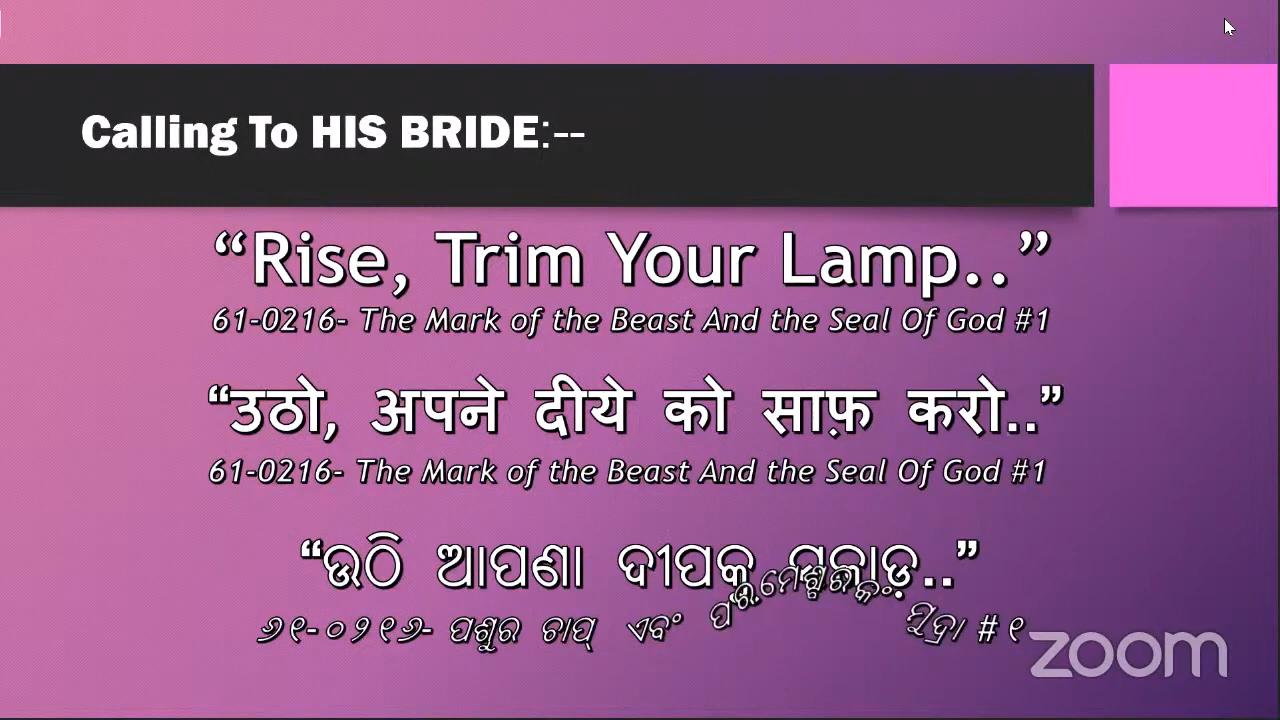 Calling To HIS BRIDE:--
“Rise, Trim Your Lamp..”
61-0216- The Mark of the Beast And the Seal Of God #1
“उठो, अपने दीये को साफ़ करो..”
61-0216- The Mark of the Beast And the Seal Of God #1
“ଉଠି ଆପଣା ଦୀପକୁ ..”
୬୧-୦୨୧୬- ପଶୁର ଚାପ୍ ଏବଂ ପରମେଶ୍ବରଙ୍କ ମୁଦ୍ରା # ୧
zoom